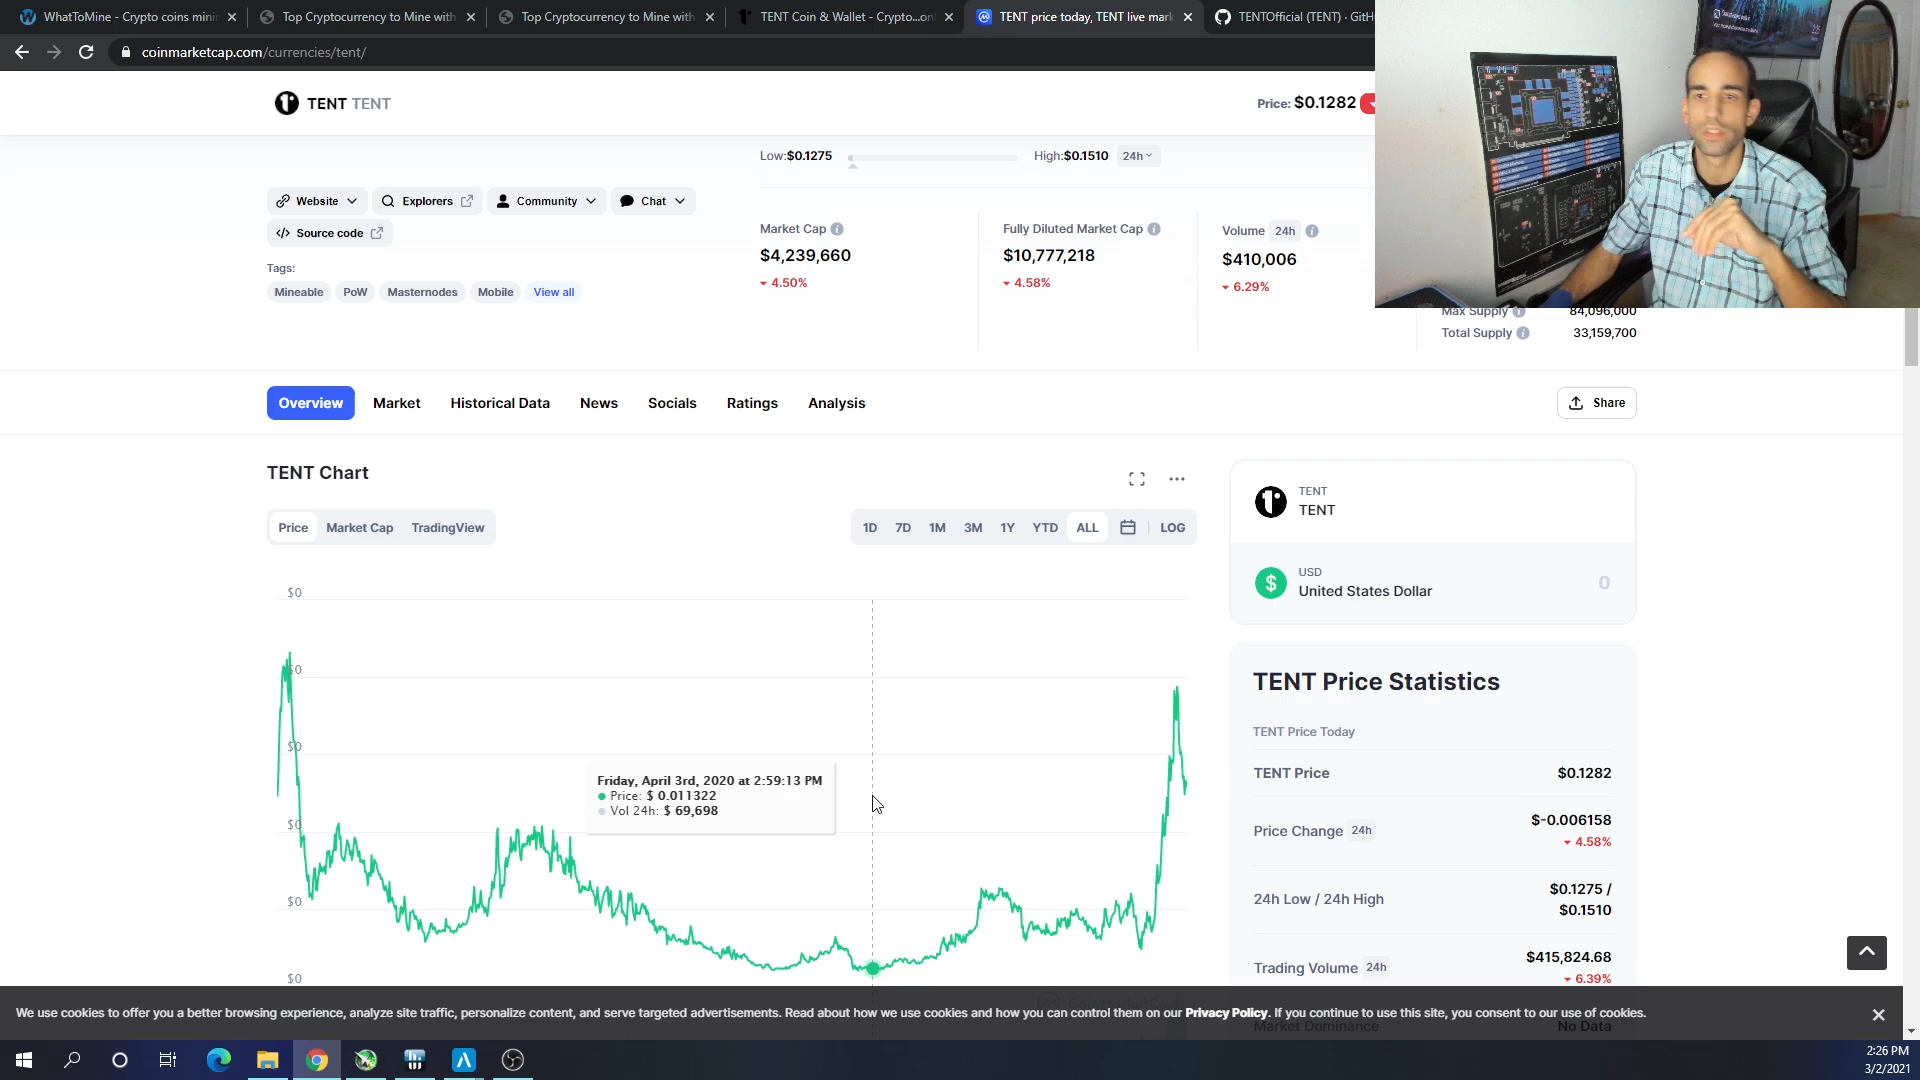 WhatToMine - Crypto coins mini
Top Cryptocurrency to Mine with
Top Cryptocurrency to Mine with
TENT Coin & Wallet - Crypto...on
TENT price today, TENT live mark
TENTOfficial (TENT) · GitH
coinmarketcap.com/currencies/tent/
TENT TENT
Price: $0.1282
Low:$0.1275
High:$0.1510
24h
Website
Explorers
Community
Chat
Source code
Tags:
Mineable
PoW
Masternodes
Mobile
View all
Market Cap
$4,239,660
4.50%
Fully Diluted Market Cap
$10,777,218
4.58%
Volume 24h
$410,006
6.29%
Max Supply 84,096,000
Total Supply 33,159,700
Overview
Market
Historical Data
News
Socials
Ratings
Analysis
Share
TENT Chart
Price
Market Cap
TradingView
1D
7D
1M
3M
1Y
YTD
ALL
LOG
$0
$0
$0
$0
$0
$0
Friday, April 3rd, 2020 at 2:59:13 PM
Price: $ 0.011322
Vol 24h: $ 69,698
TENT
TENT
USD
United States Dollar
0
TENT Price Statistics
TENT Price Today
TENT Price $0.1282
Price Change 24h $-0.006158
4.58%
24h Low / 24h High $0.1275 /
$0.1510
Trading Volume 24h $415,824.68
6.39%
Market Dominance No Data
We use cookies to offer you a better browsing experience, analyze site traffic, personalize content, and serve targeted advertisements. Read about how we use cookies and how you can control them on our Privacy Policy. If you continue to use this site, you consent to our use of cookies.
2:26 PM
3/2/2021